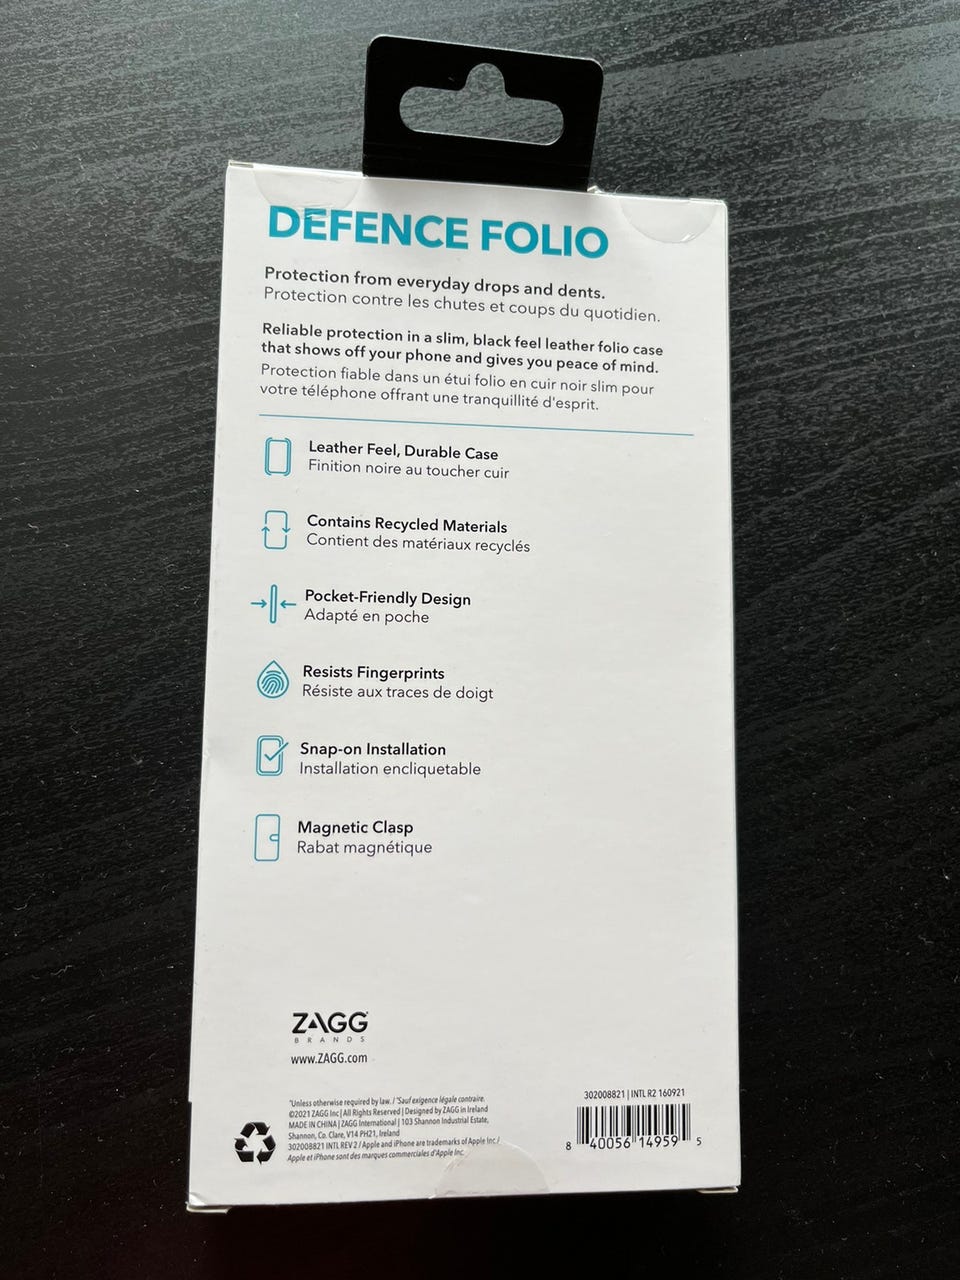 DEFENCE FOLIO
Protection from everyday drops and dents.
Protection contre les chutes et coups du quotidien.
Reliable protection in a slim, black feel leather folio case
that shows off your phone and gives you peace of mind.
Protection fiable dans un étui folio en cuir noir slim pour
votre téléphone offrant une tranquillité d'esprit.
Leather Feel, Durable Case
Finition noire au toucher cuir
Contains Recycled Materials
Contient des matériaux recyclés
Pocket-Friendly Design
Adapté en poche
Resists Fingerprints
Résiste aux traces de doigt
Snap-on Installation
Installation encliquetable
Magnetic Clasp
Rabat magnétique
ZAGG
BRANDS
www.ZAGG.com
*Unless otherwise required by law. / *Sauf exigence légale contraire.
©2021 ZAGG Inc | All Rights Reserved | Designed by ZAGG in Ireland
MADE IN CHINA | ZAGG International | 103 Shannon Industrial Estate,
Shannon, Co. Clare, V14 PH21, Ireland
302008821 INTL REV 2 / Apple and iPhone are trademarks of Apple Inc /
Apple et iPhone sont des marques commerciales d'Apple Inc.
302008821 | INTL R2 160921
8 40056 14959 5